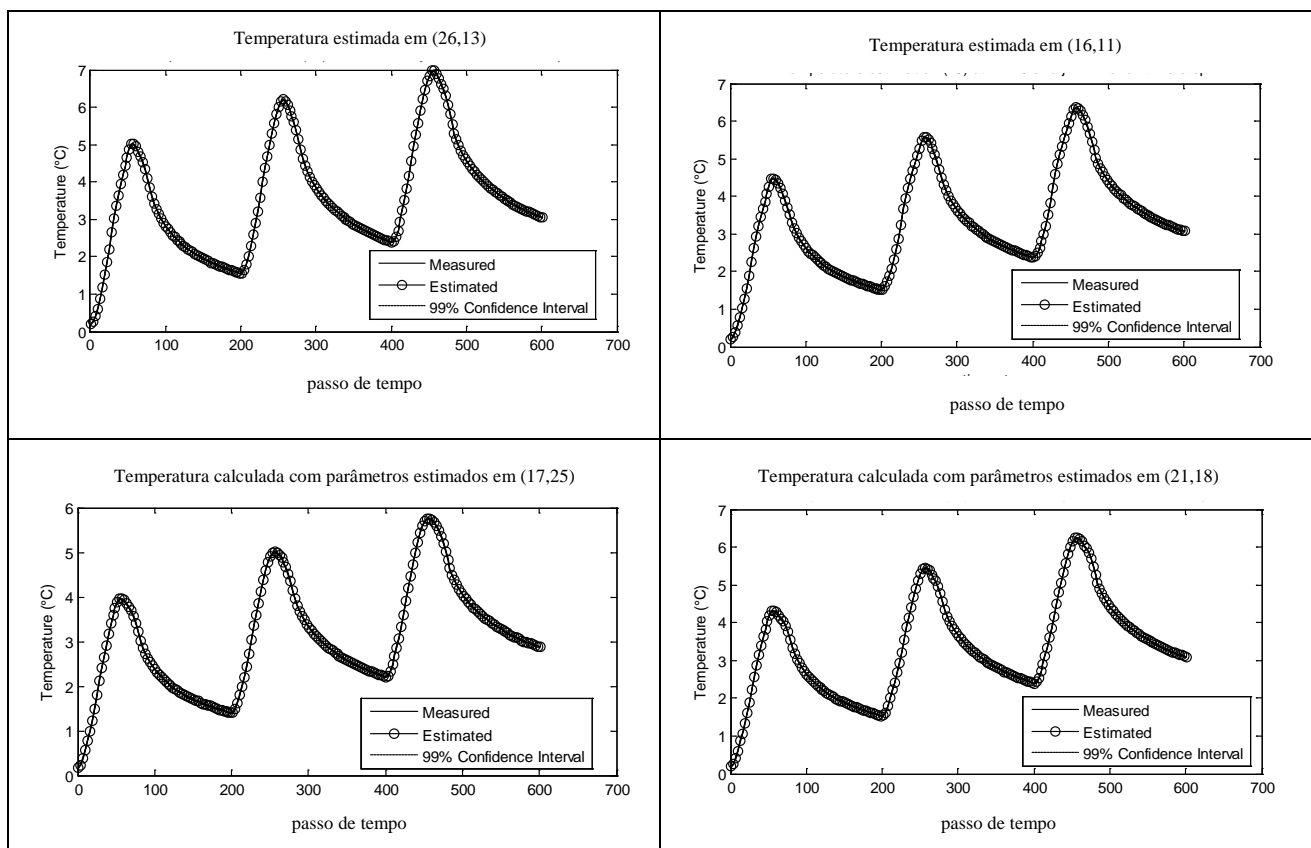 Temperatura estimada em (26,13)
7
6
5
4
3
2
1
0
Temperature (°C)
Measured
Estimated
99% Confidence Interval
0 100 200 300 400 500 600 700
passo de tempo
Temperatura estimada em (16,11)
7
6
5
4
3
2
1
0
Temperature (°C)
Measured
Estimated
99% Confidence Interval
0 100 200 300 400 500 600 700
passo de tempo
Temperatura calculada com parâmetros estimados em (17,25)
6
5
4
3
2
1
0
Temperature (°C)
Measured
Estimated
99% Confidence Interval
0 100 200 300 400 500 600 700
passo de tempo
Temperatura calculada com parâmetros estimados em (21,18)
7
6
5
4
3
2
1
0
Temperature (°C)
Measured
Estimated
99% Confidence Interval
0 100 200 300 400 500 600 700
passo de tempo